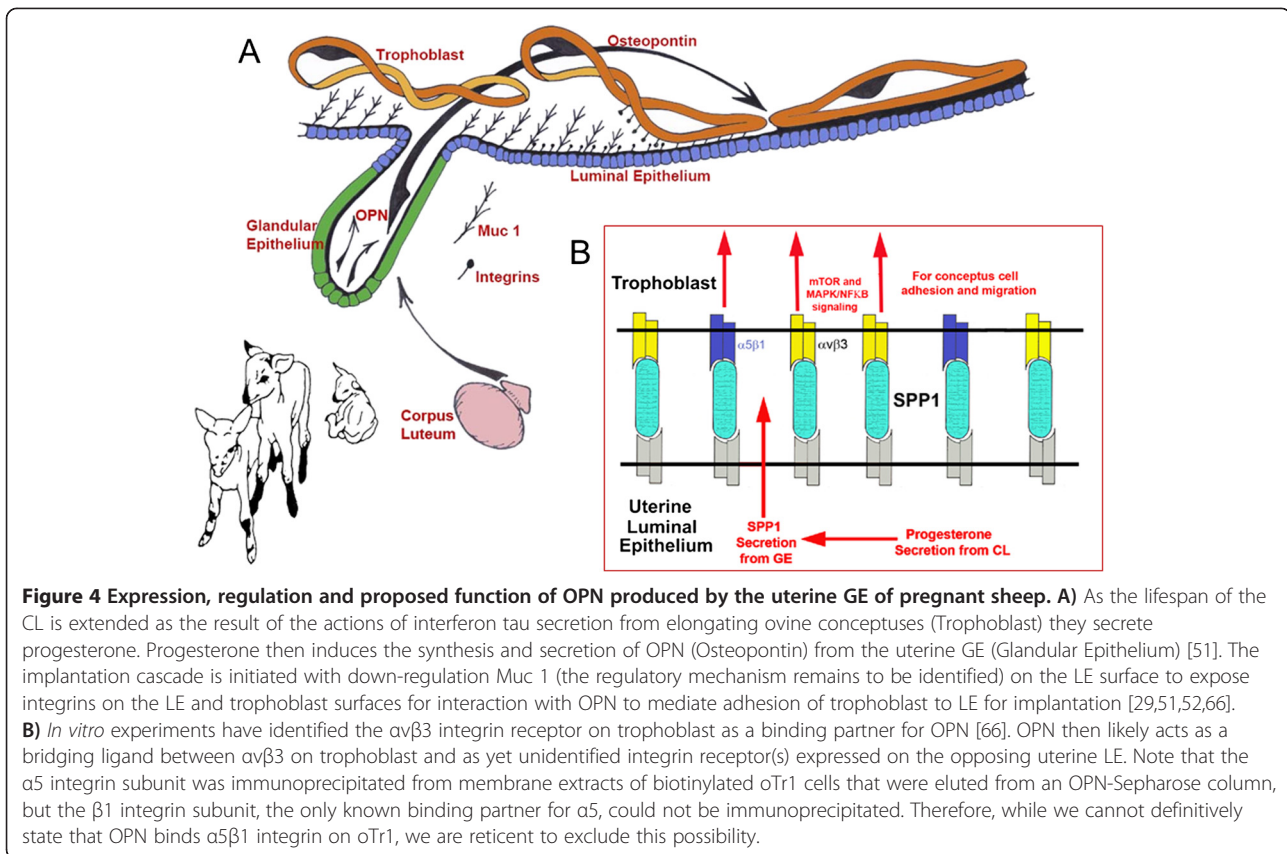 A
Trophoblast
Osteopontin
Luminal Epithelium
Glandular
Epithelium
OPN
Muc 1
Integrins
Corpus
Luteum
B
Trophoblast
mTOR and
MAPK/NFKB
signaling
For conceptus cell
adhesion and migration
α5β1
αvβ3
SPP1
Uterine
Luminal
Epithelium
SPP1
Secretion
from GE
Progesterone
Secretion from CL
Figure 4 Expression, regulation and proposed function of OPN produced by the uterine GE of pregnant sheep. A) As the lifespan of the
CL is extended as the result of the actions of interferon tau secretion from elongating ovine conceptuses (Trophoblast) they secrete
progesterone. Progesterone then induces the synthesis and secretion of OPN (Osteopontin) from the uterine GE (Glandular Epithelium) [51]. The
implantation cascade is initiated with down-regulation Muc 1 (the regulatory mechanism remains to be identified) on the LE surface to expose
integrins on the LE and trophoblast surfaces for interaction with OPN to mediate adhesion of trophoblast to LE for implantation [29,51,52,66].
B) In vitro experiments have identified the αvβ3 integrin receptor on trophoblast as a binding partner for OPN [66]. OPN then likely acts as a
bridging ligand between αvβ3 on trophoblast and as yet unidentified integrin receptor(s) expressed on the opposing uterine LE. Note that the
α5 integrin subunit was immunoprecipitated from membrane extracts of biotinylated oTr1 cells that were eluted from an OPN-Sepharose column,
but the β1 integrin subunit, the only known binding partner for α5, could not be immunoprecipitated. Therefore, while we cannot definitively
state that OPN binds α5β1 integrin on oTr1, we are reticent to exclude this possibility.